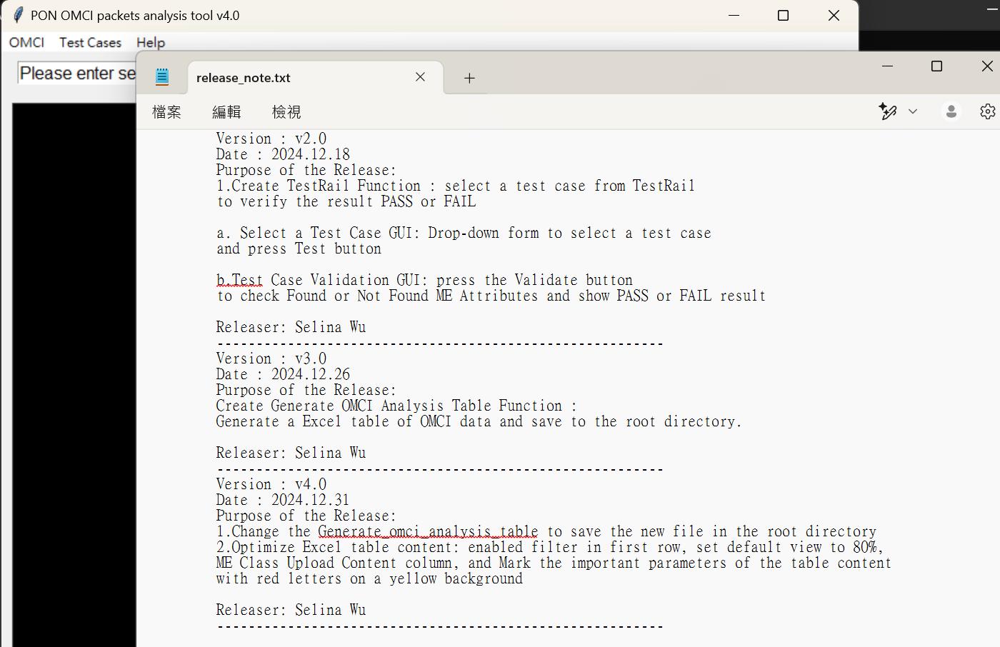 PON OMCI packets analysis tool v4.0
OMCI Test Cases Help
Please enter se
release_note.txt
檔案 編輯 檢視
Version : v2.0
Date : 2024.12.18
Purpose of the Release:
1.Create TestRail Function : select a test case from TestRail
to verify the result PASS or FAIL
a. Select a Test Case GUI: Drop-down form to select a test case
and press Test button
b.Test Case Validation GUI: press the Validate button
to check Found or Not Found ME Attributes and show PASS or FAIL result
Releaser: Selina Wu
---------------------------------------------------------
Version : v3.0
Date : 2024.12.26
Purpose of the Release:
Create Generate OMCI Analysis Table Function :
Generate a Excel table of OMCI data and save to the root directory.
Releaser: Selina Wu
---------------------------------------------------------
Version : v4.0
Date : 2024.12.31
Purpose of the Release:
1.Change the Generate_omci_analysis_table to save the new file in the root directory
2.Optimize Excel table content: enabled filter in first row, set default view to 80%,
ME Class Upload Content column, and Mark the important parameters of the table content
with red letters on a yellow background
Releaser: Selina Wu
---------------------------------------------------------